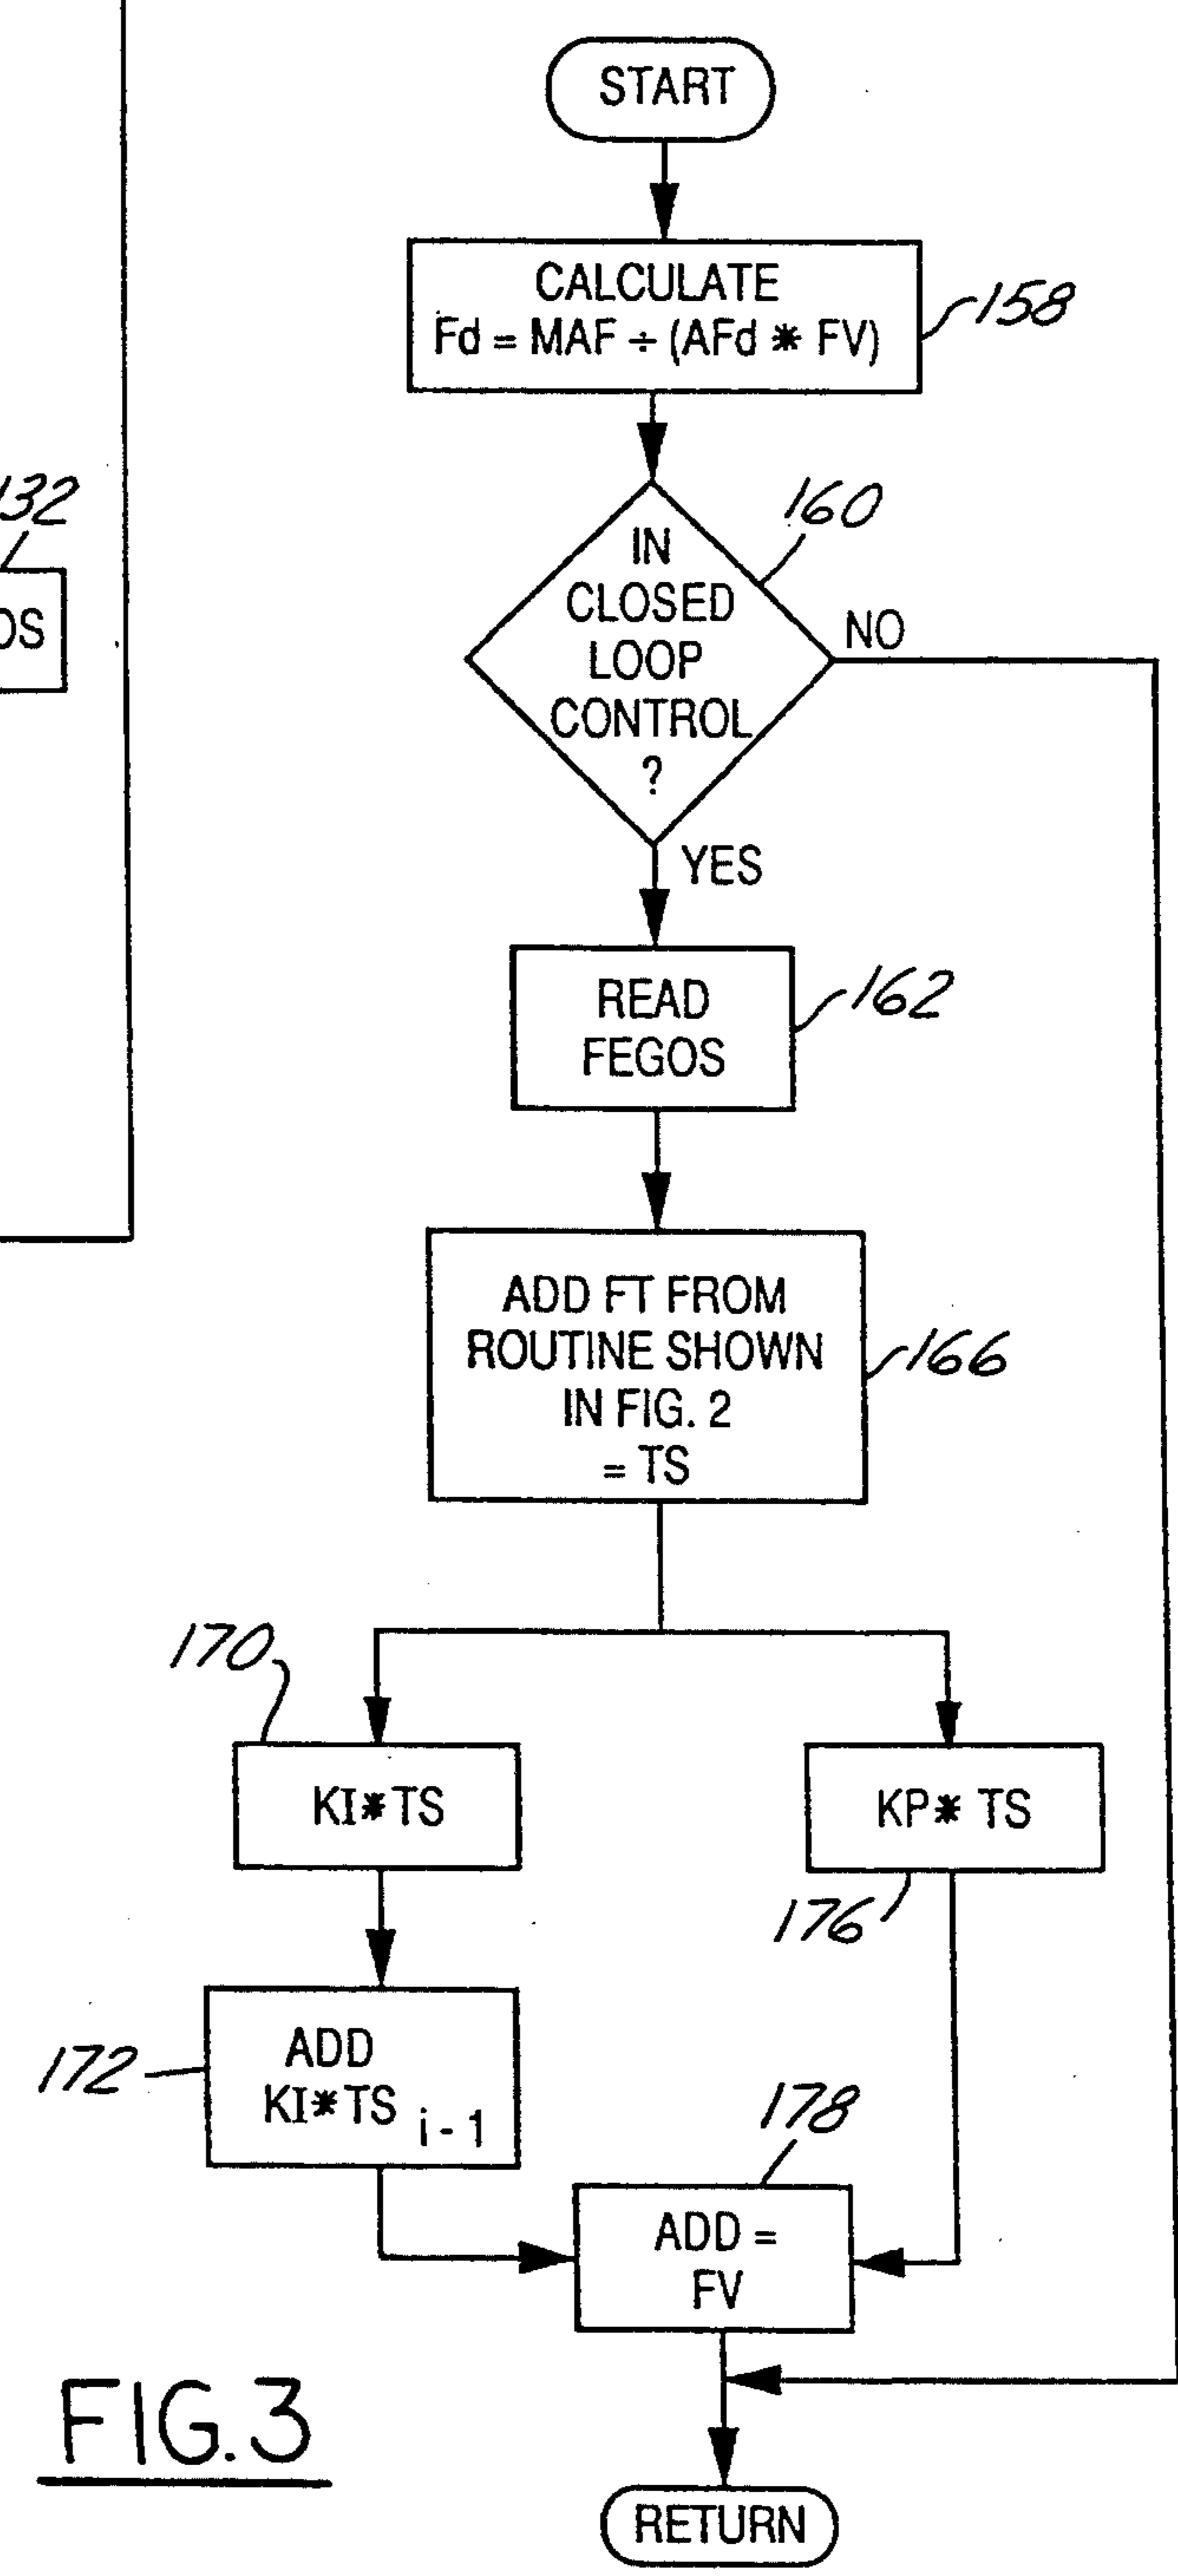 START
CALCULATE
Fd = MAF ÷ (AFd * FV)
158
132
OS
160
IN
CLOSED
LOOP
CONTROL
?
NO
YES
READ
FEGOS
162
ADD FT FROM
ROUTINE SHOWN
IN FIG. 2
= TS
166
170
KI*TS
KP* TS
176
172
ADD
KI*TS i - 1
178
ADD =
FV
FIG.3
RETURN